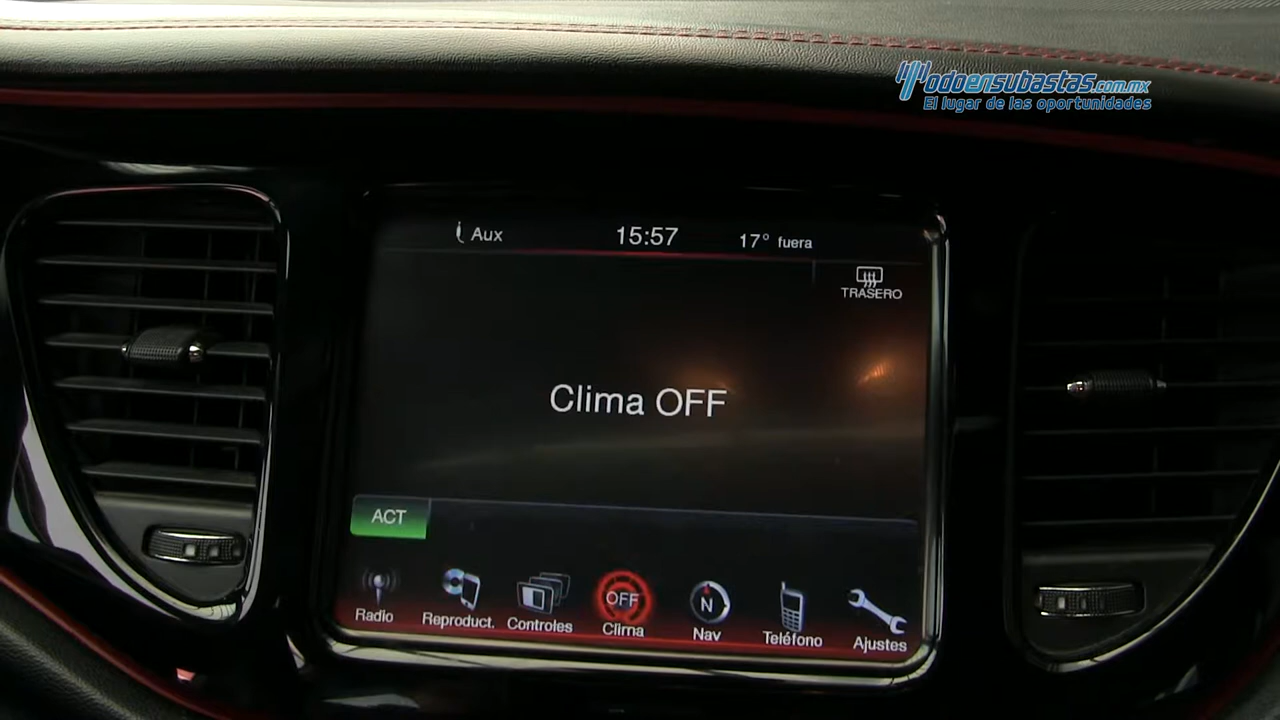 Todoensubastas.com.mx
El lugar de las oportunidades
Aux 15:57 17° fuera
TRASERO
Clima OFF
ACT
OFF N
Radio Reproduct. Controles Clima Nav Teléfono Ajustes